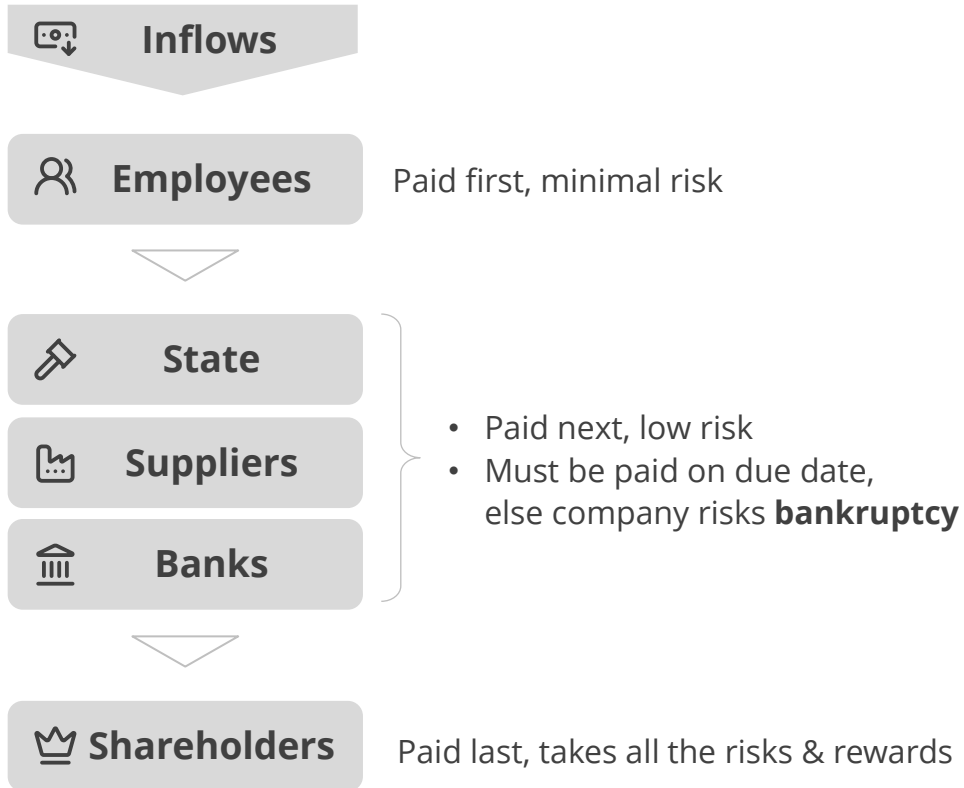 Inflows
Employees
Paid first, minimal risk
State
Suppliers
Banks
• Paid next, low risk
• Must be paid on due date,
else company risks bankruptcy
Shareholders
Paid last, takes all the risks & rewards